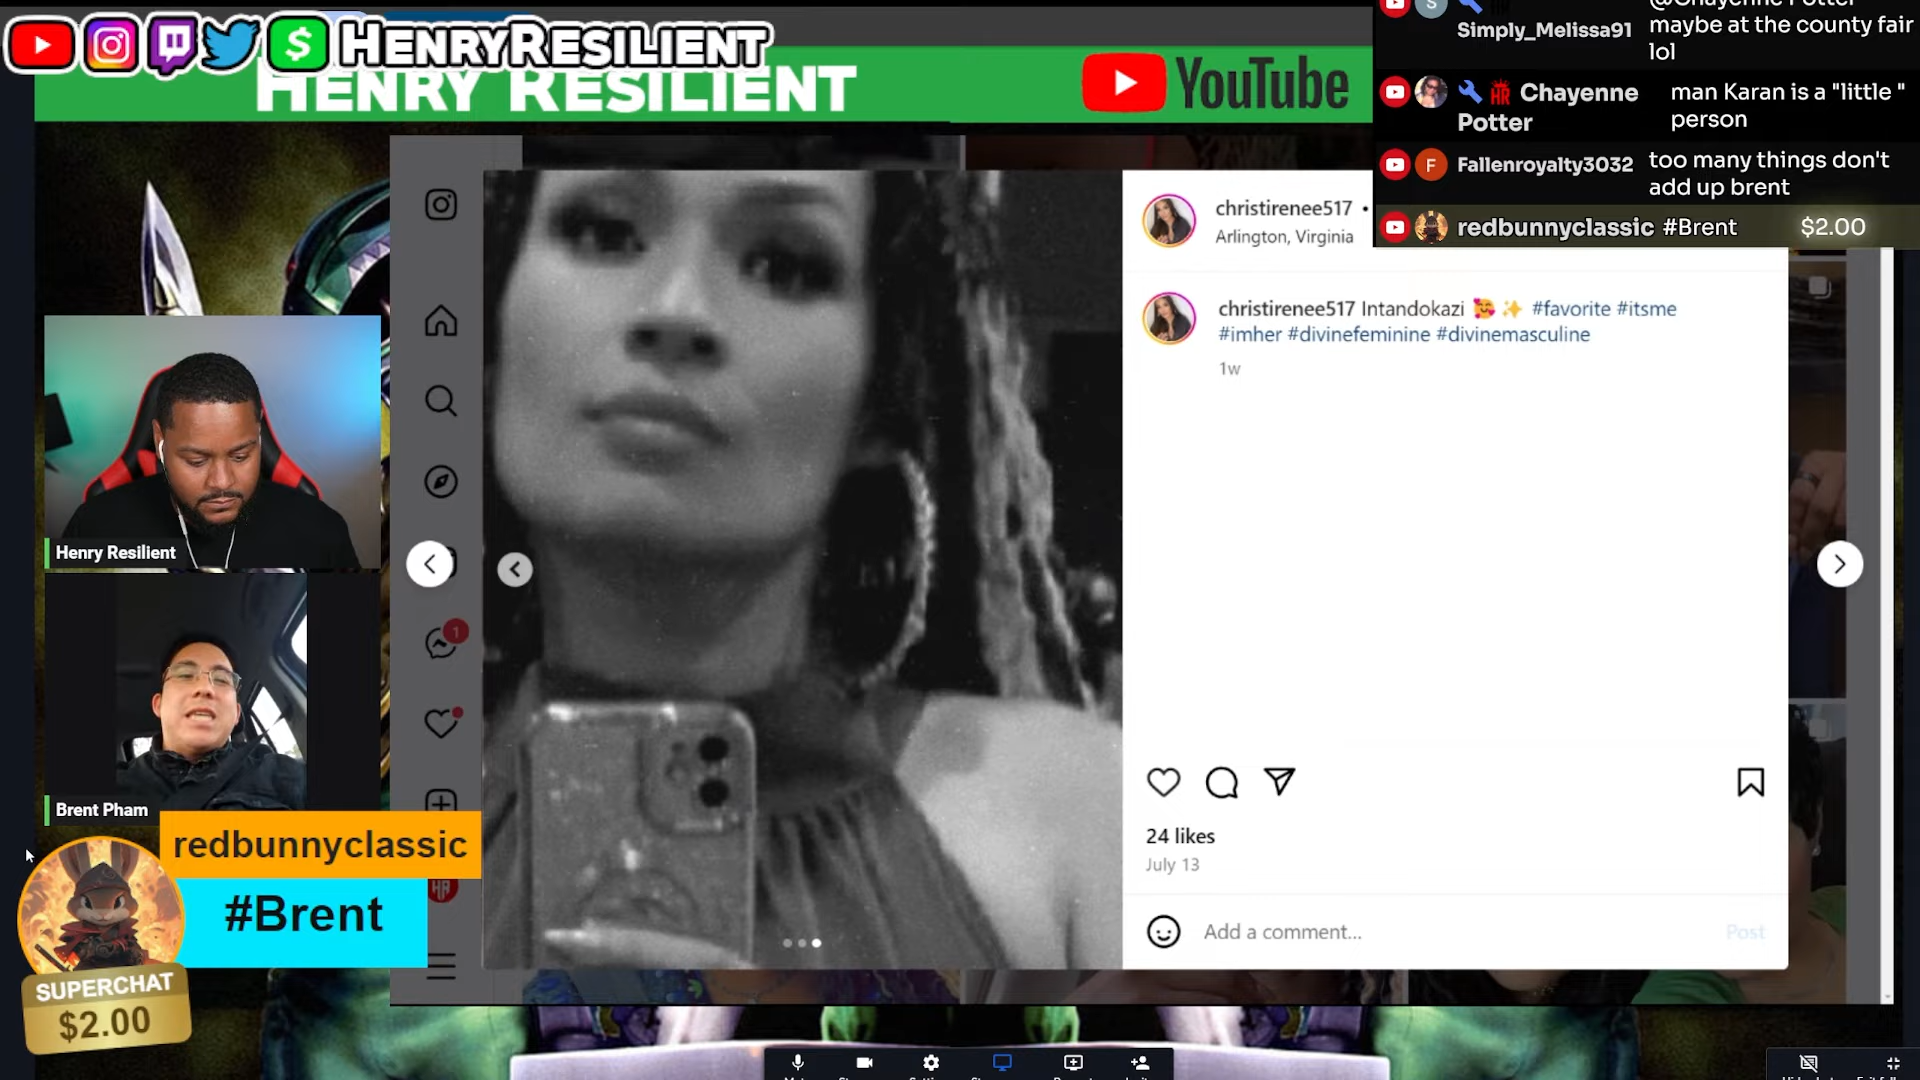 HENRYRESILIENT
HENRY RESILIENT
YouTube
Simply_Melissa91
maybe at the county fair
lol
HR Chayenne
Potter
man Karan is a "little "
person
F Fallenroyalty3032
too many things don't
add up brent
redbunnyclassic #Brent $2.00
christirenee517 •
Arlington, Virginia
christirenee517 Intandokazi 🥰 ✨ #favorite #itsme
#imher #divinefeminine #divinemasculine
1w
1
Henry Resilient
Brent Pham
redbunnyclassic
#Brent
SUPERCHAT
$2.00
HR
24 likes
July 13
Add a comment...
Post